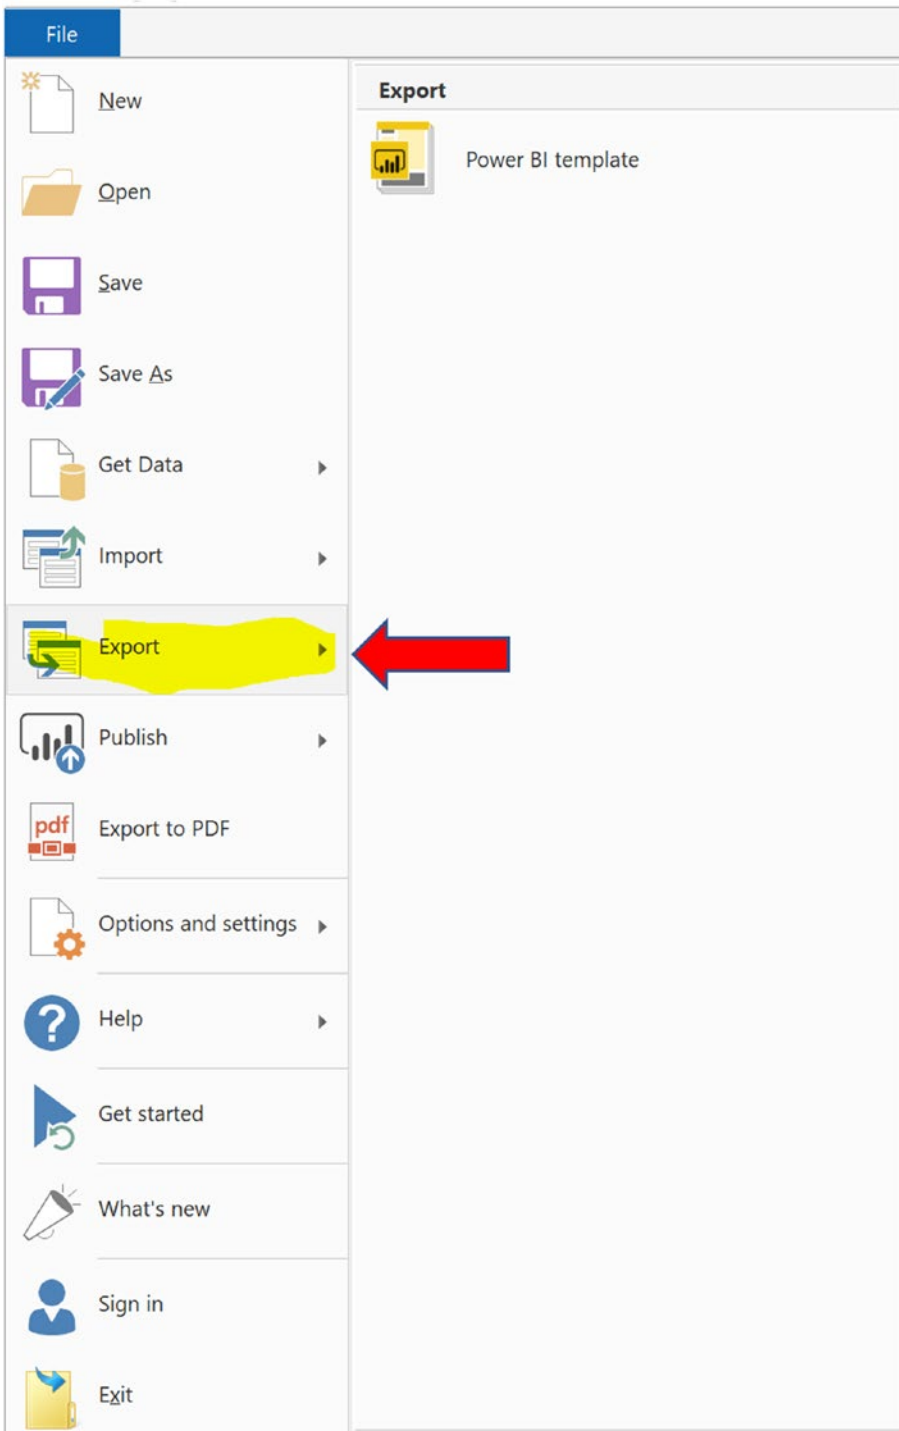 File
New
Open
Save
Save As
Get Data
Import
Export
Publish
pdf
Export to PDF
Options and settings
?
Help
Get started
What's new
Sign in
Exit
Export
Power BI template